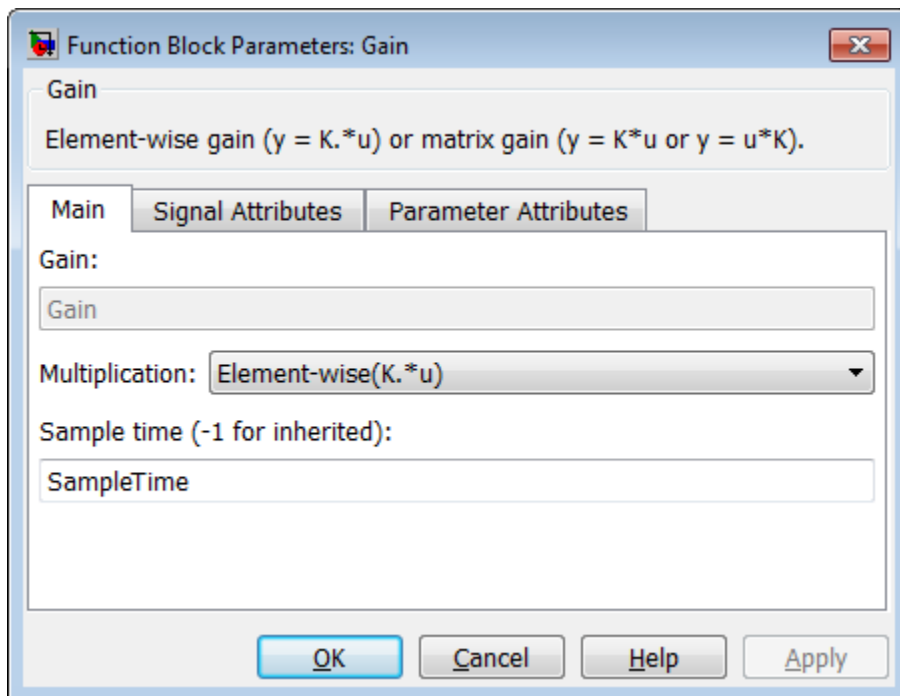 Function Block Parameters: Gain
Gain
Element-wise gain (y = K.*u) or matrix gain (y = K*u or y = u*K).
Main Signal Attributes Parameter Attributes
Gain:
Gain
Multiplication: Element-wise(K.*u)
Sample time (-1 for inherited):
SampleTime
OK Cancel Help Apply